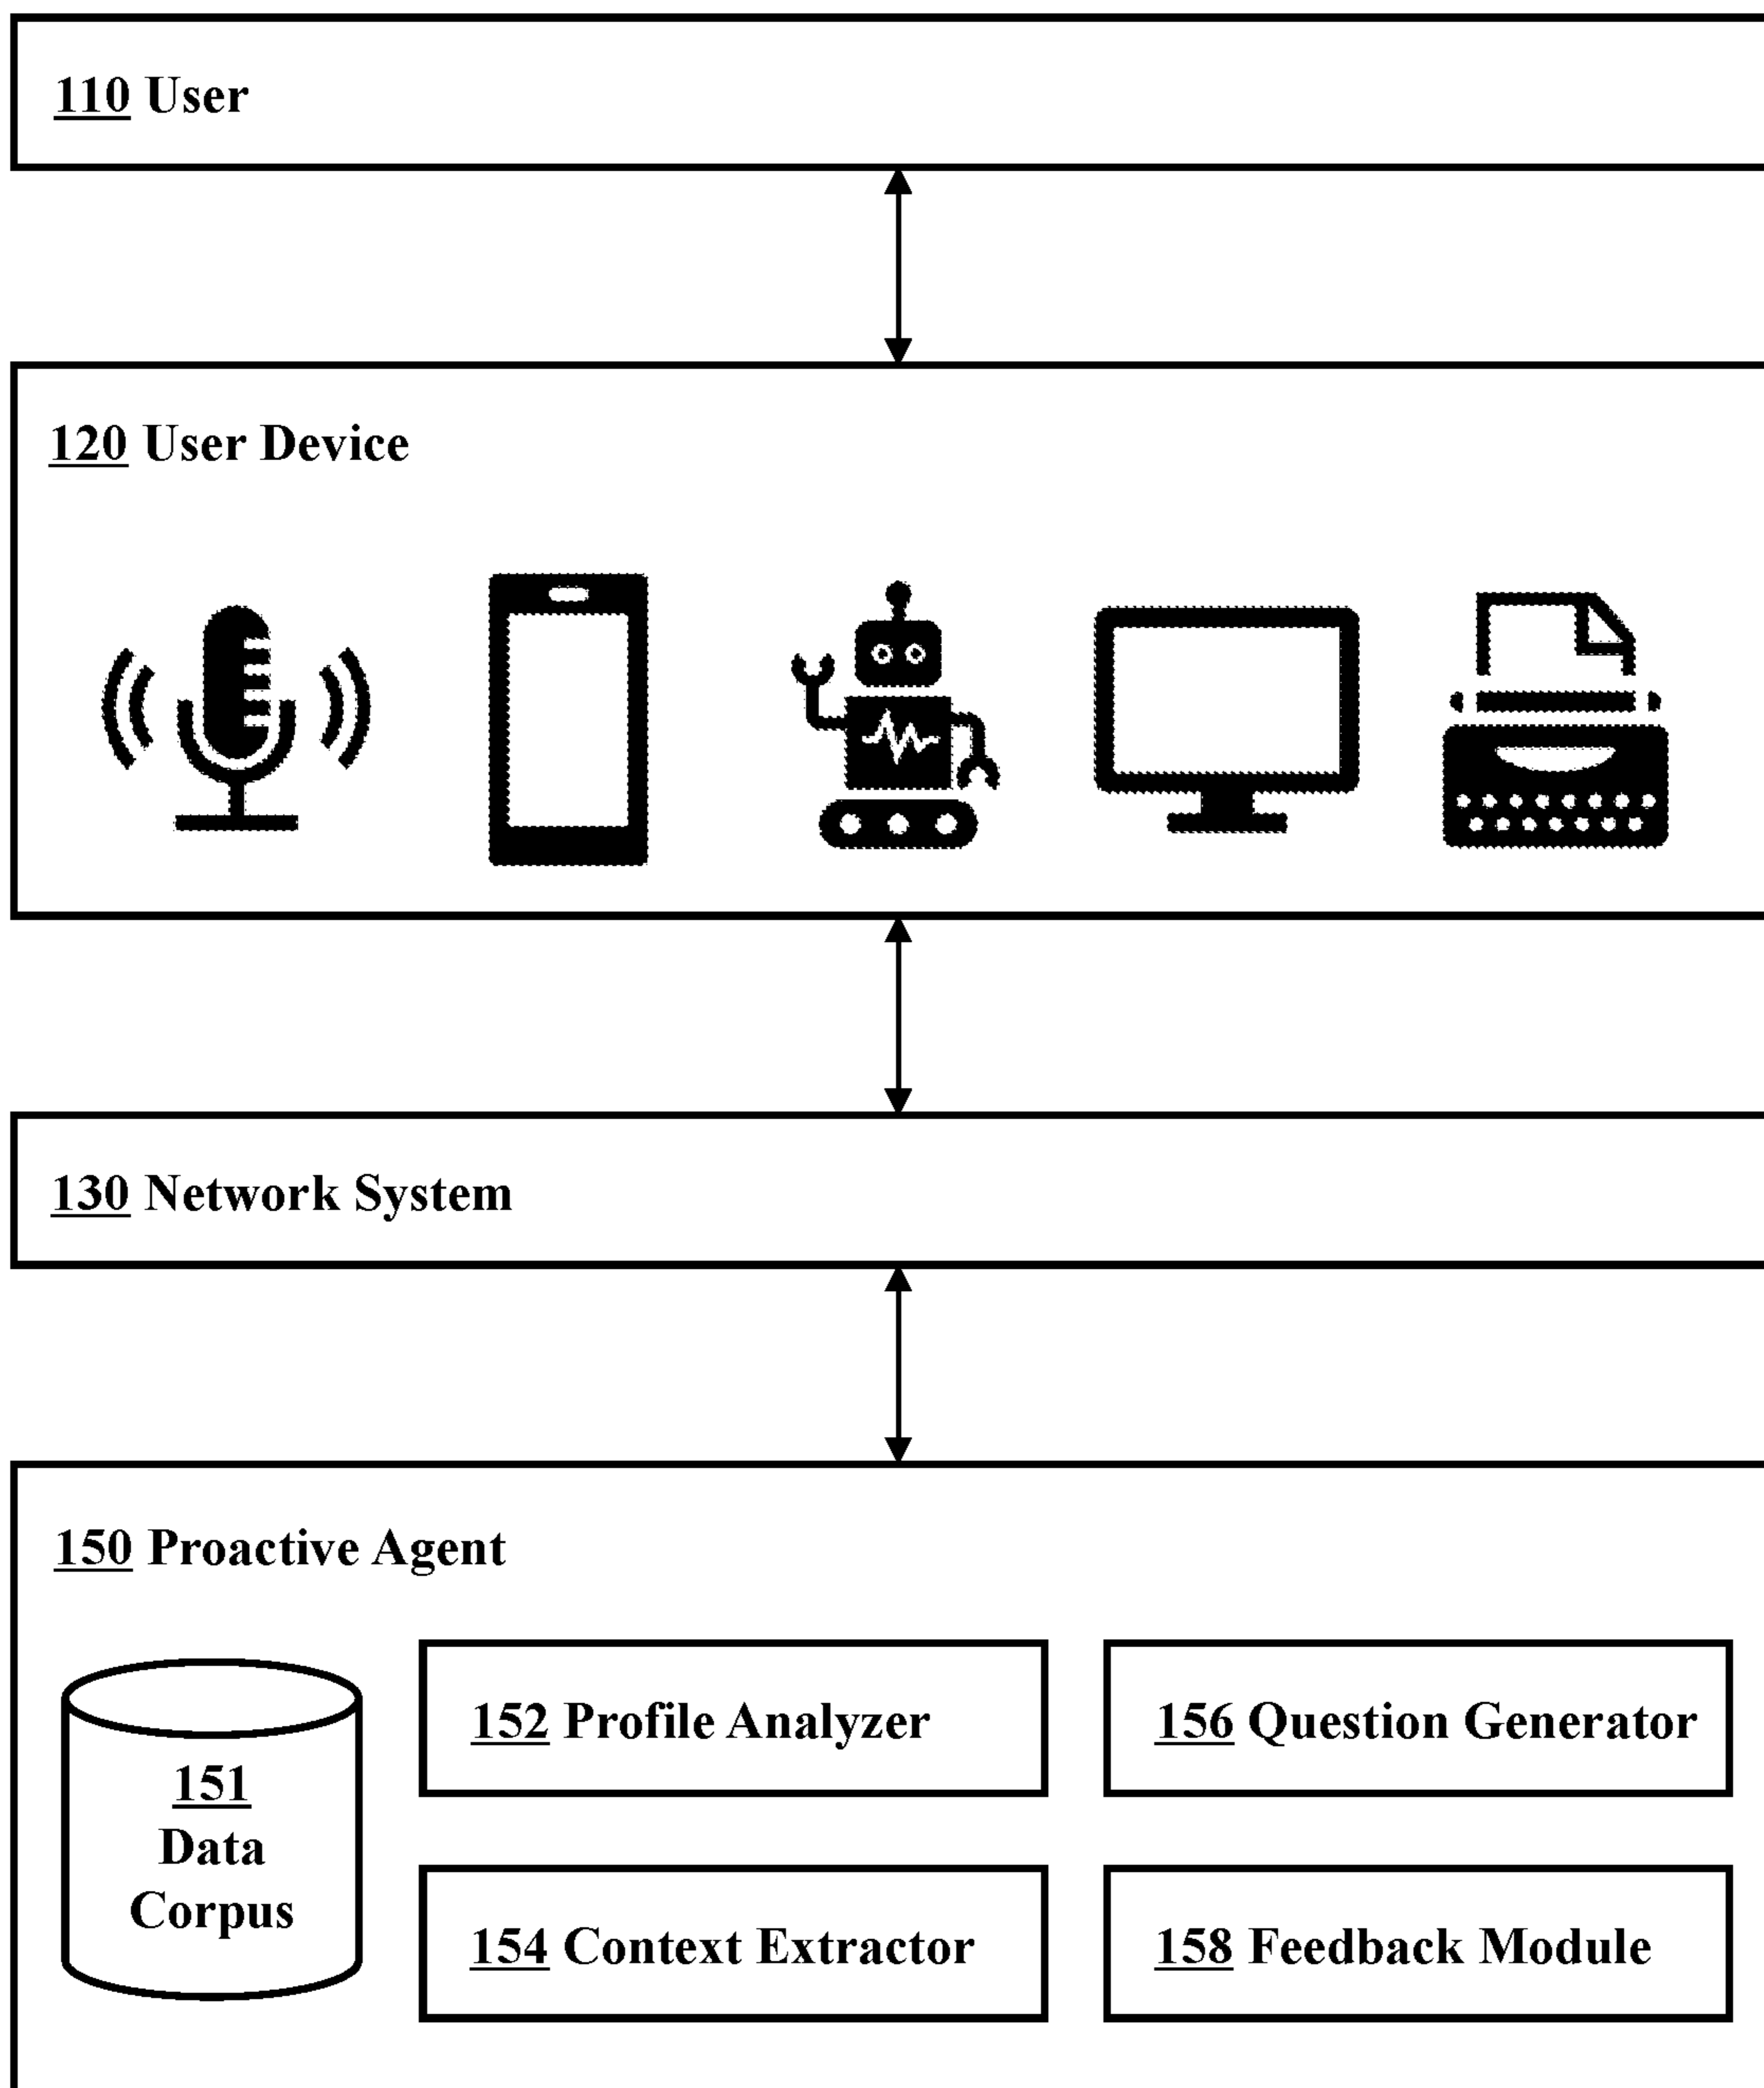 110 User
120 User Device
130 Network System
150 Proactive Agent
151
Data
Corpus
152 Profile Analyzer
156 Question Generator
154 Context Extractor
158 Feedback Module